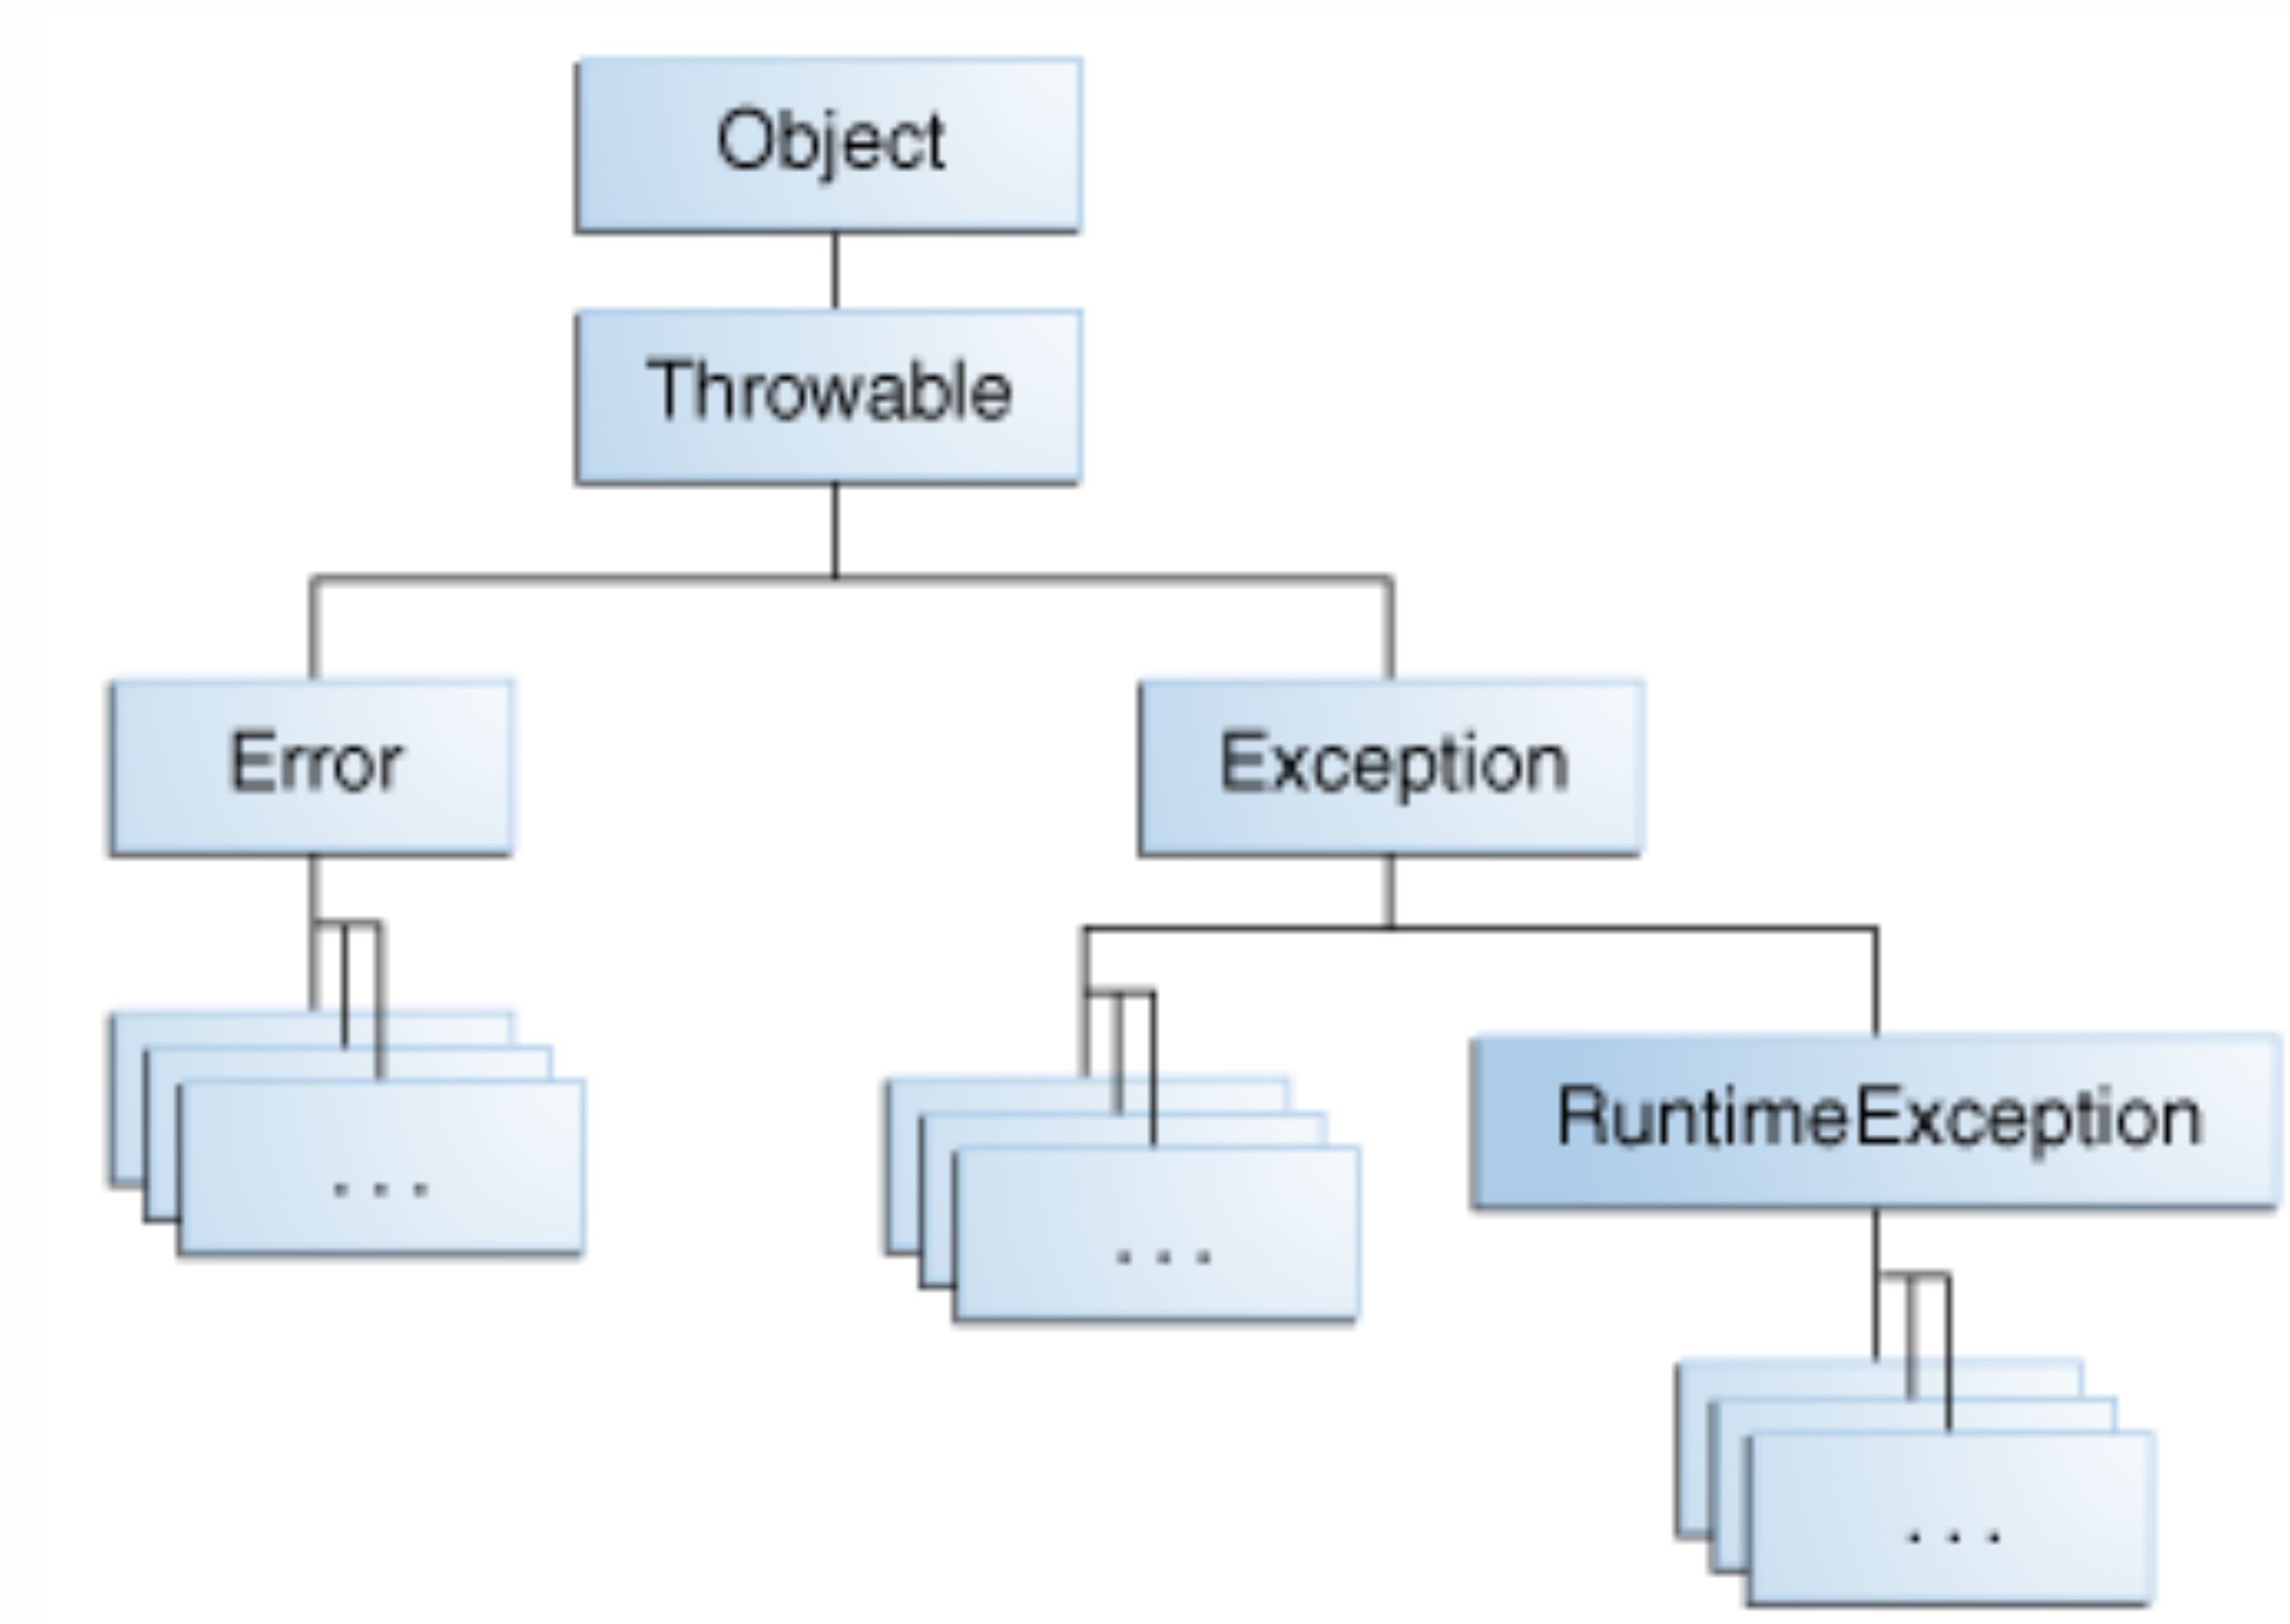 Object
Throwable
Error
Exception
. . .
. . .
RuntimeException
. . .